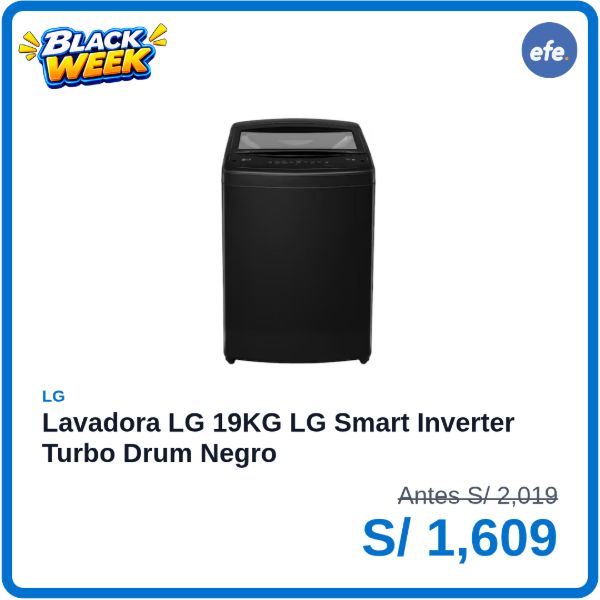 BLACK
WEEK
efe.
LG
Lavadora LG 19KG LG Smart Inverter
Turbo Drum Negro
Antes S/ 2,019
S/ 1,609